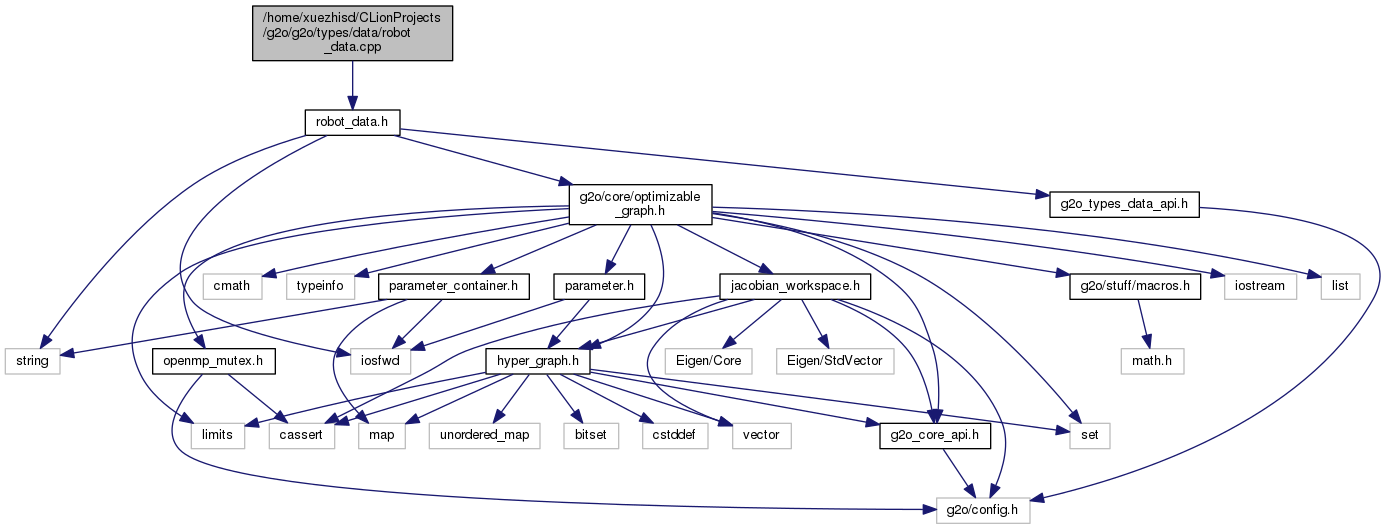 /home/xuezhisd/CLionProjects
/g2o/g2o/types/data/robot
_data.cpp
robot_data.h
g2o/core/optimizable
_graph.h
g2o_types_data_api.h
cmath
typeinfo
parameter_container.h
parameter.h
jacobian_workspace.h
g2o/stuff/macros.h
iostream
list
string
openmp_mutex.h
iosfwd
hyper_graph.h
Eigen/Core
Eigen/StdVector
math.h
limits
cassert
map
unordered_map
bitset
cstddef
vector
g2o_core_api.h
set
g2o/config.h